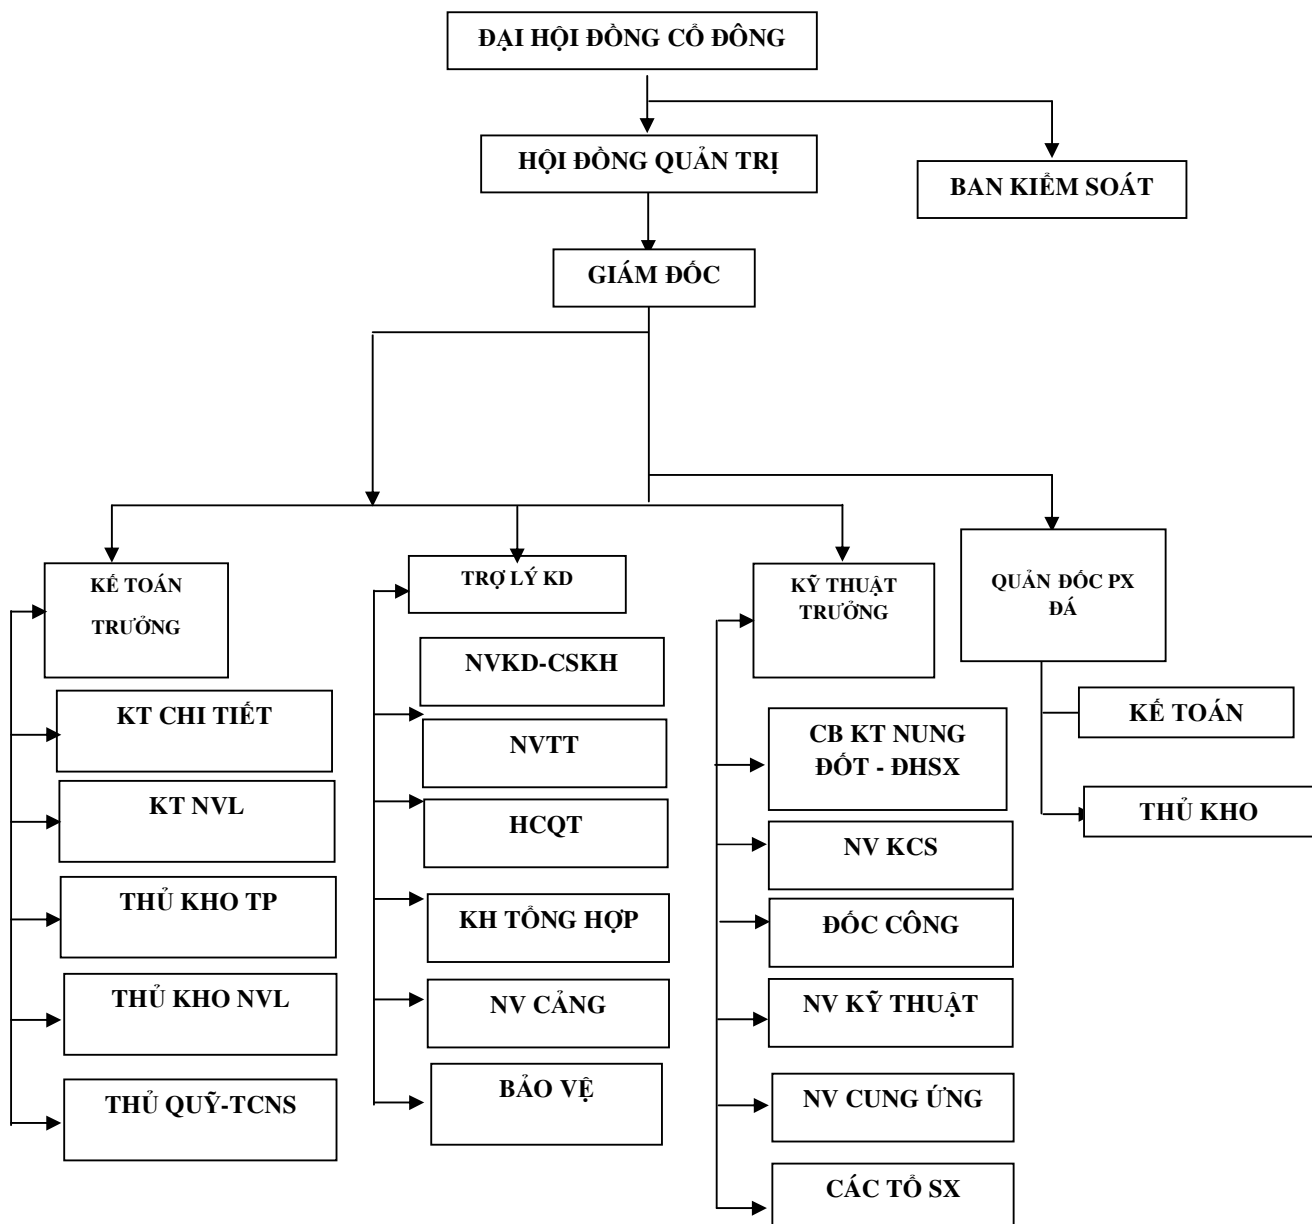 ĐẠI HỘI ĐỒNG CỔ ĐÔNG
HỘI ĐỒNG QUẢN TRỊ
BAN KIỂM SOÁT
GIÁM ĐỐC
KẾ TOÁN
TRƯỞNG
KT CHI TIẾT
KT NVL
THỦ KHO TP
THỦ KHO NVL
THỦ QUỸ-TCNS
TRỢ LÝ KD
NVKD-CSKH
NVTT
HCQT
KH TỔNG HỢP
NV CẢNG
BẢO VỆ
KỸ THUẬT
TRƯỞNG
CB KT NUNG
ĐỐT - ĐHSX
NV KCS
ĐỐC CÔNG
NV KỸ THUẬT
NV CUNG ỨNG
CÁC TỔ SX
QUẢN ĐỐC PX
ĐÁ
KẾ TOÁN
THỦ KHO